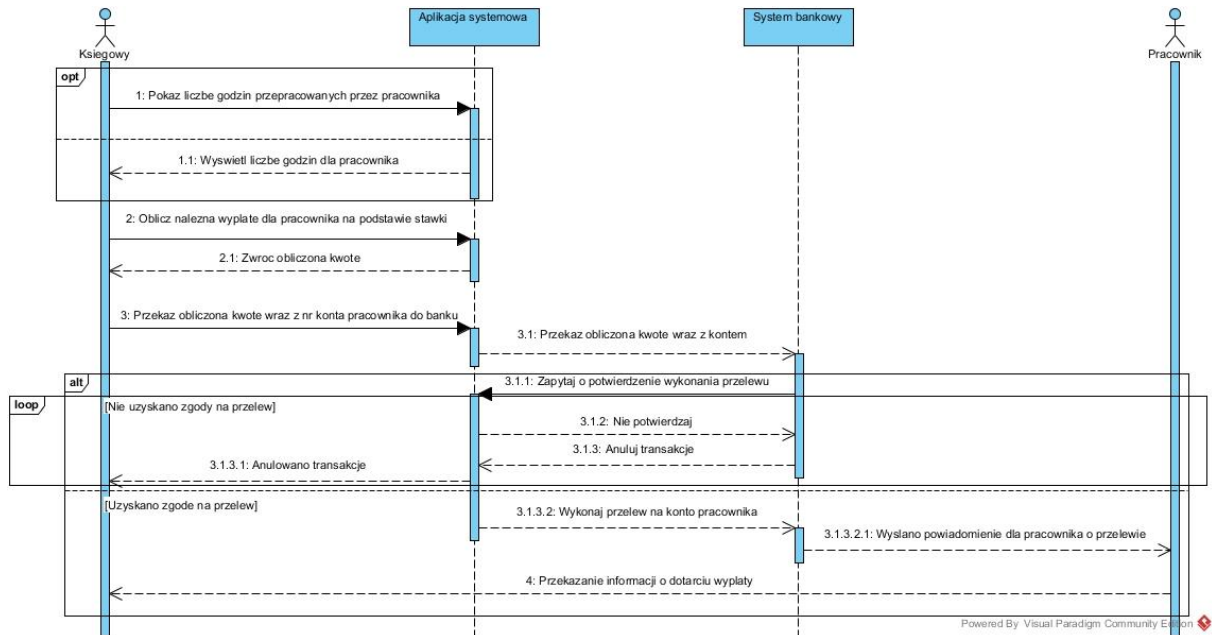 Aplikacja systemowa
System bankowy
Ksiegowy
Pracownik
opt
1: Pokaz liczbe godzin przepracowanych przez pracownika
1.1: Wyswietl liczbe godzin dla pracownika
2: Oblicz nalezna wyplate dla pracownika na podstawie stawki
2.1: Zwroc obliczona kwote
3: Przekaz obliczona kwote wraz z nr konta pracownika do banku
3.1: Przekaz obliczona kwote wraz z kontem
alt
3.1.1: Zapytaj o potwierdzenie wykonania przelewu
loop
[Nie uzyskano zgody na przelew]
3.1.2: Nie potwierdzaj
3.1.3: Anuluj transakcje
3.1.3.1: Anulowano transakcje
[Uzyskano zgode na przelew]
3.1.3.2: Wykonaj przelew na konto pracownika
3.1.3.2.1: Wyslano powiadomienie dla pracownika o przelewie
4: Przekazanie informacji o dotarciu wyplaty
Powered By Visual Paradigm Community Edition